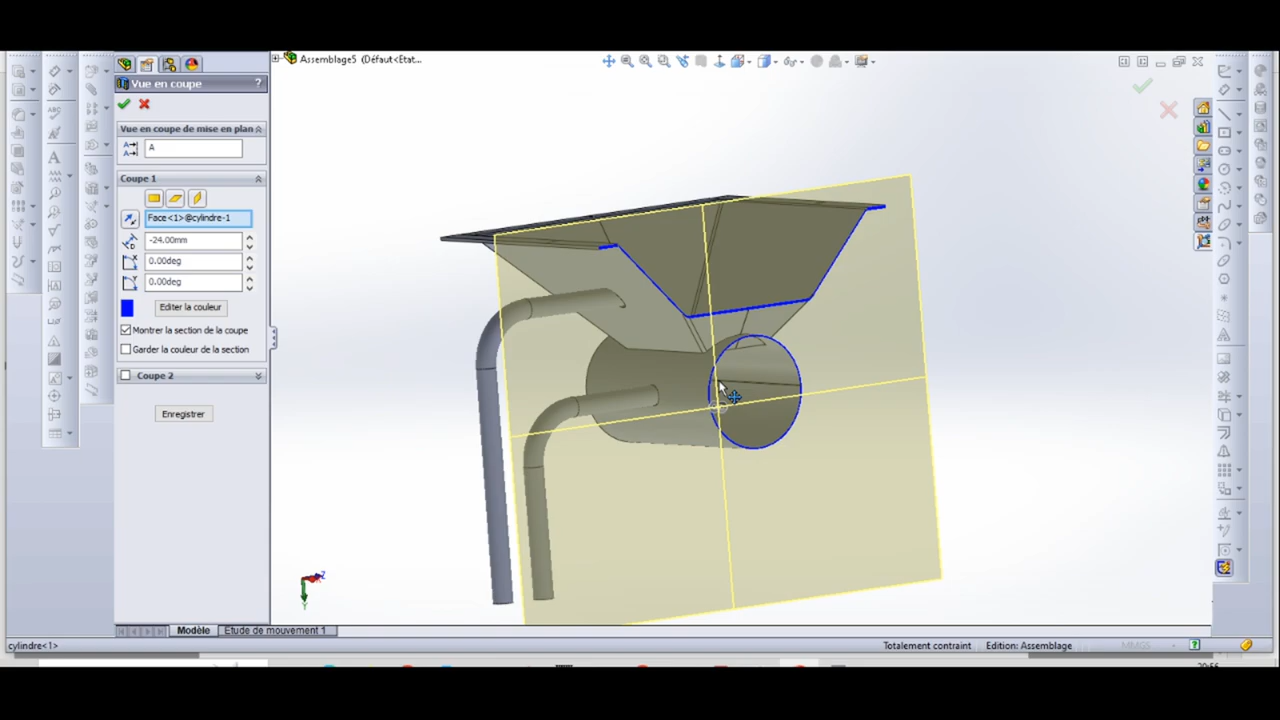 Assemblage5 (Défaut<Etat...
Vue en coupe
?
Vue en coupe de mise en plan
A
Coupe 1
Face<1>@cylindre-1
-24.00mm
0.00deg
0.00deg
Editer la couleur
Montrer la section de la coupe
Garder la couleur de la section
Coupe 2
Enregistrer
Z
Y
Modèle
Etude de mouvement 1
cylindre<1>
Totalement contraint
Edition: Assemblage
MMGS